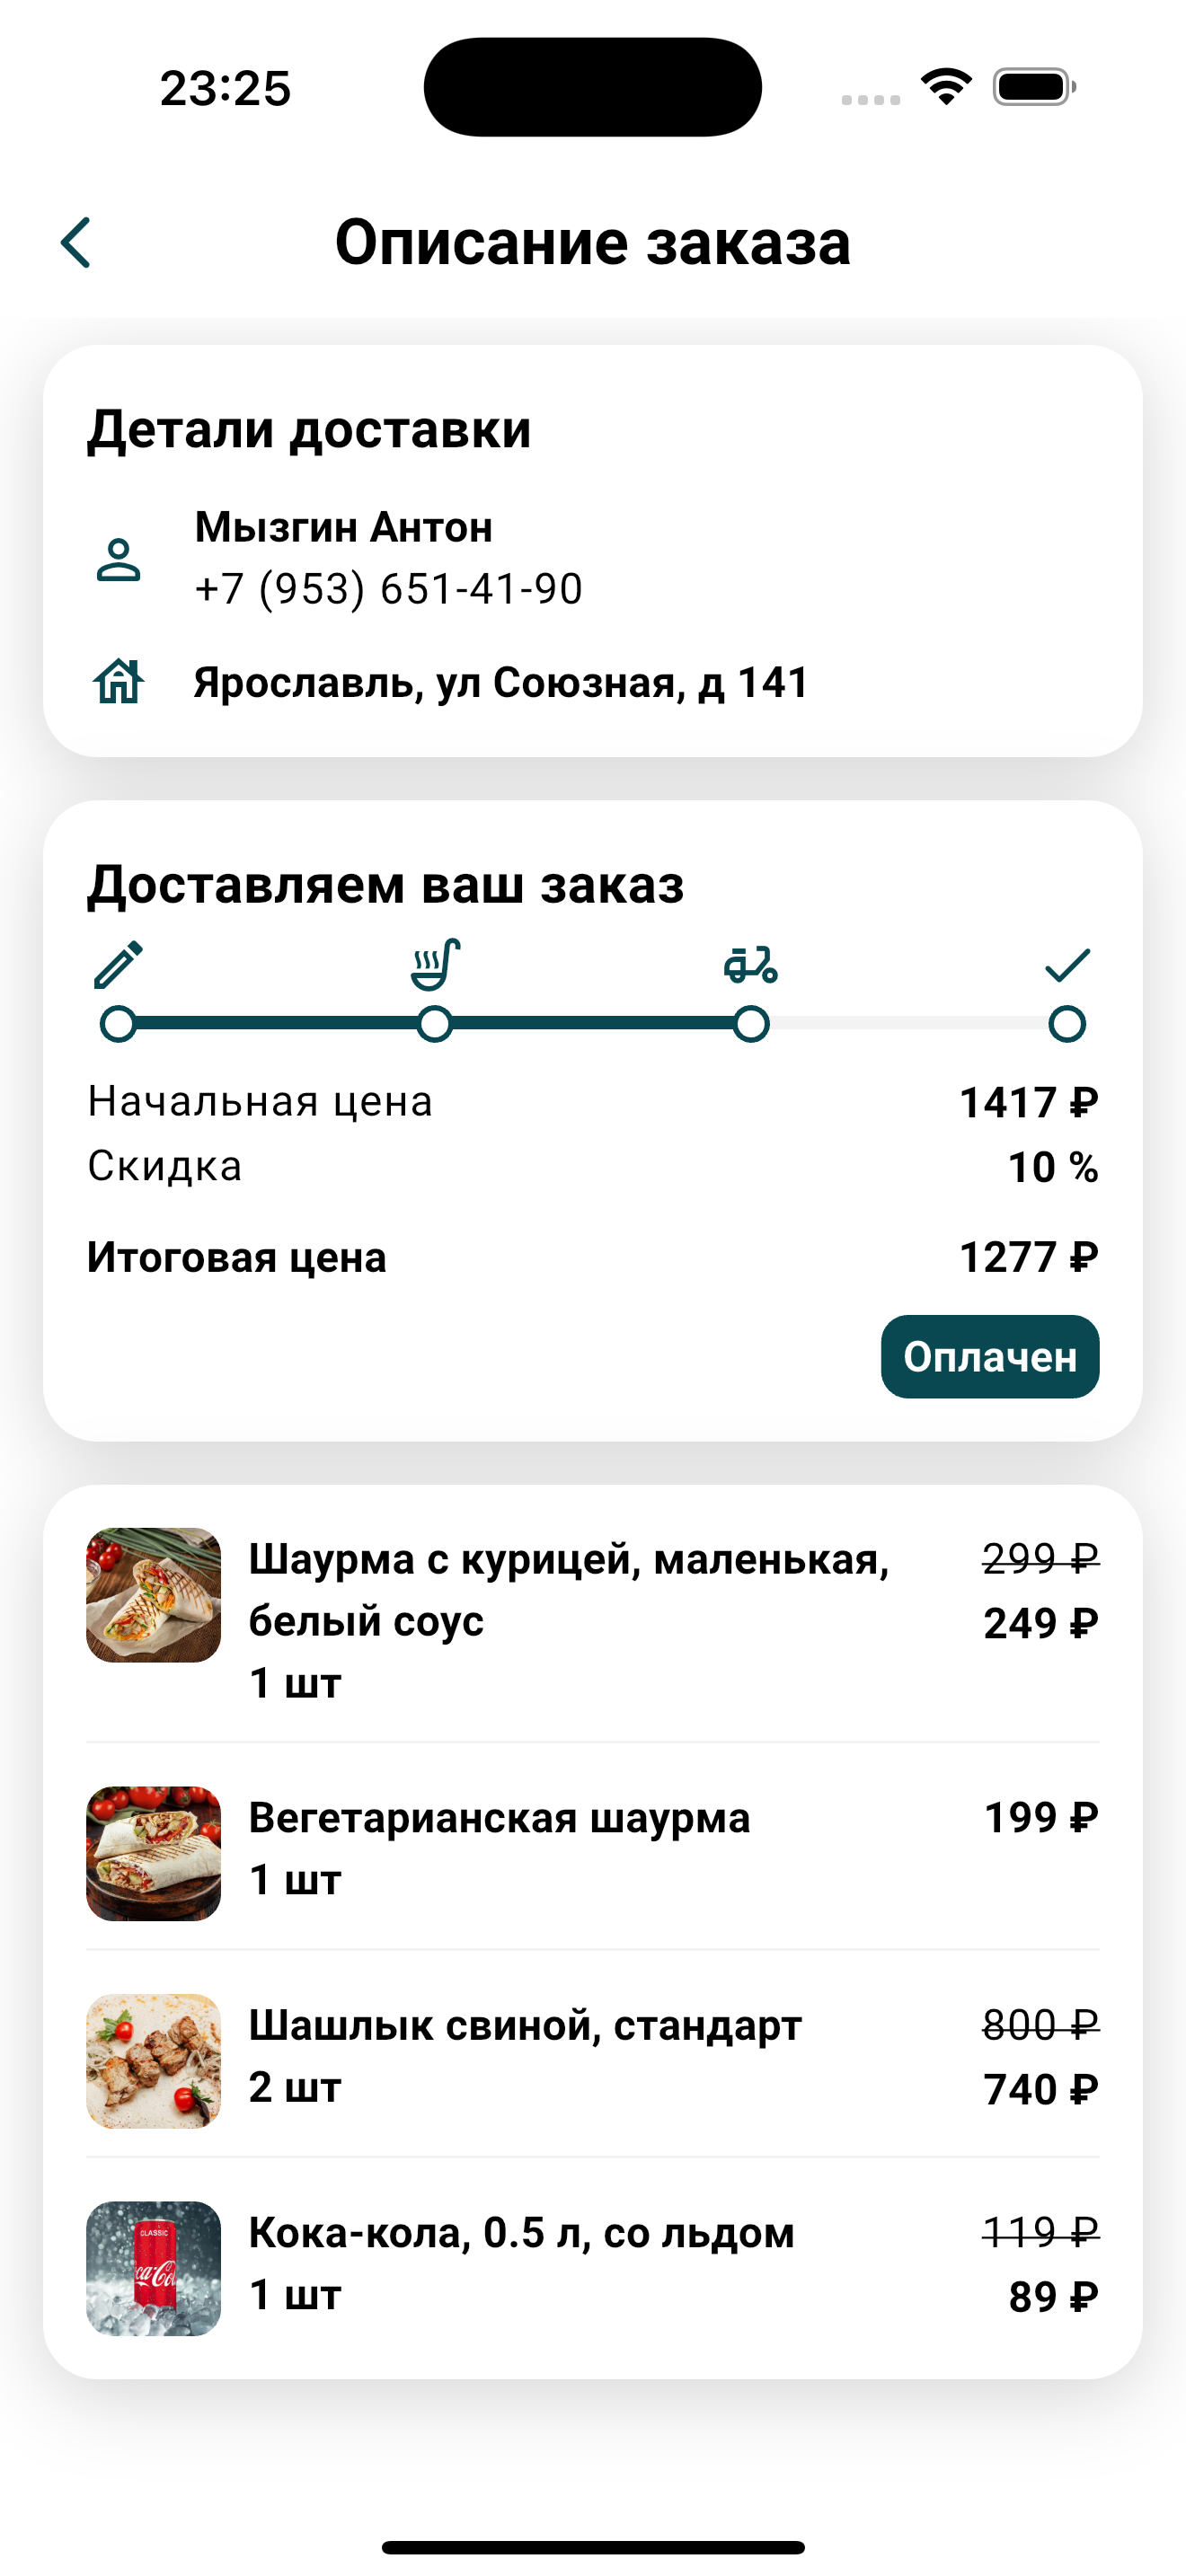 23:25
Описание заказа
Детали доставки
Мызгин Антон
+7 (953) 651-41-90
Ярославль, ул Союзная, д 141
Доставляем ваш заказ
Начальная цена 1417 ₽
Скидка 10 %
Итоговая цена 1277 ₽
Оплачен
Шаурма с курицей, маленькая, 299 ₽
белый соус 249 ₽
1 шт
Вегетарианская шаурма 199 ₽
1 шт
Шашлык свиной, стандарт 800 ₽
2 шт 740 ₽
CLASSIC
Кока-кола, 0.5 л, со льдом 119 ₽
1 шт 89 ₽